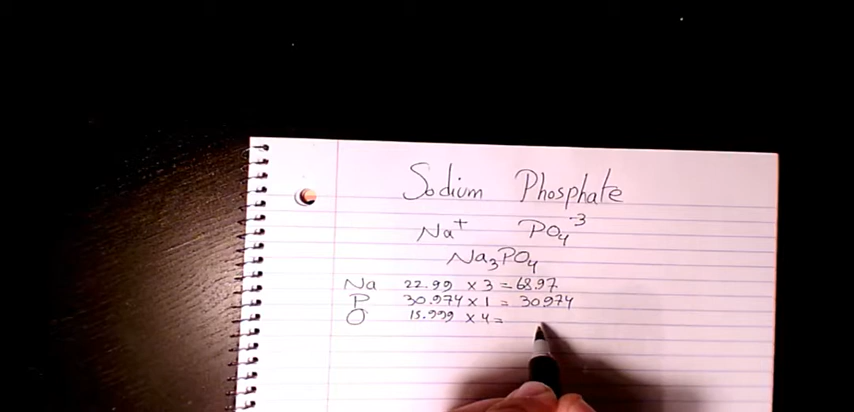 Sodium Phosphate
Na⁺ PO₄⁻³
Na₃PO₄
Na 22.99 × 3 = 68.97
P 30.974 × 1 = 30.974
O 15.999 × 4 =